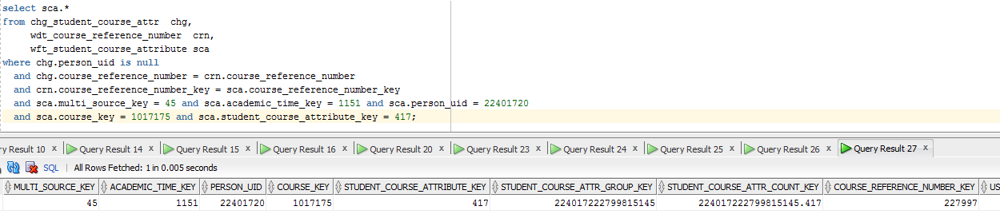 select sca.*
from chg_student_course_attr chg,
wdt_course_reference_number crn,
wft_student_course_attribute sca
where chg.person_uid is null
and chg.course_reference_number = crn.course_reference_number
and crn.course_reference_number_key = sca.course_reference_number_key
and sca.multi_source_key = 45 and sca.academic_time_key = 1151 and sca.person_uid = 22401720
and sca.course_key = 1017175 and sca.student_course_attribute_key = 417;
ry Result 10 x Query Result 14 x Query Result 15 x Query Result 16 x Query Result 20 x Query Result 23 x Query Result 24 x Query Result 25 x Query Result 26 x Query Result 27 x
SQL | All Rows Fetched: 1 in 0.005 seconds
MULTI_SOURCE_KEY ACADEMIC_TIME_KEY PERSON_UID COURSE_KEY STUDENT_COURSE_ATTRIBUTE_KEY STUDENT_COURSE_ATTR_GROUP_KEY STUDENT_COURSE_ATTR_COUNT_KEY COURSE_REFERENCE_NUMBER_KEY US
45 1151 22401720 1017175 417 224017222799815145 224017222799815145.417 227997